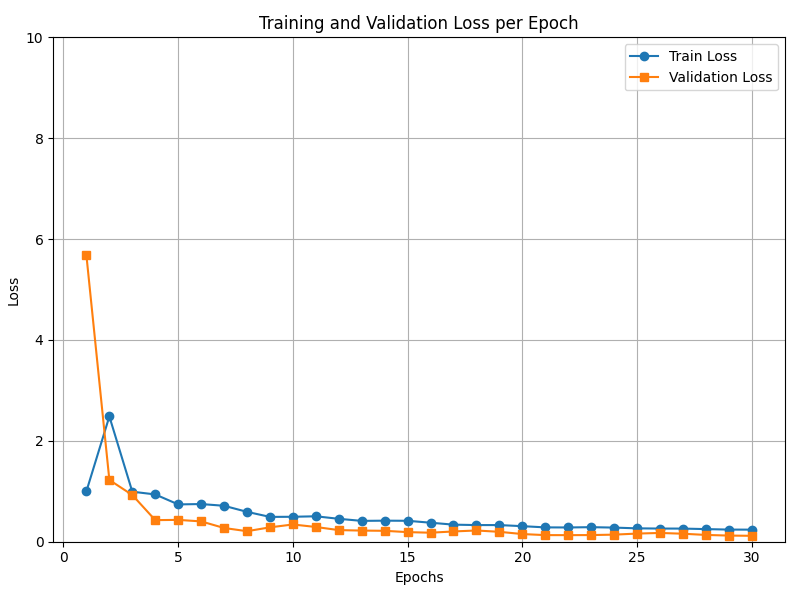 Training and Validation Loss per Epoch
Train Loss
Validation Loss
10
8
6
4
2
0
Loss
0 5 10 15 20 25 30
Epochs